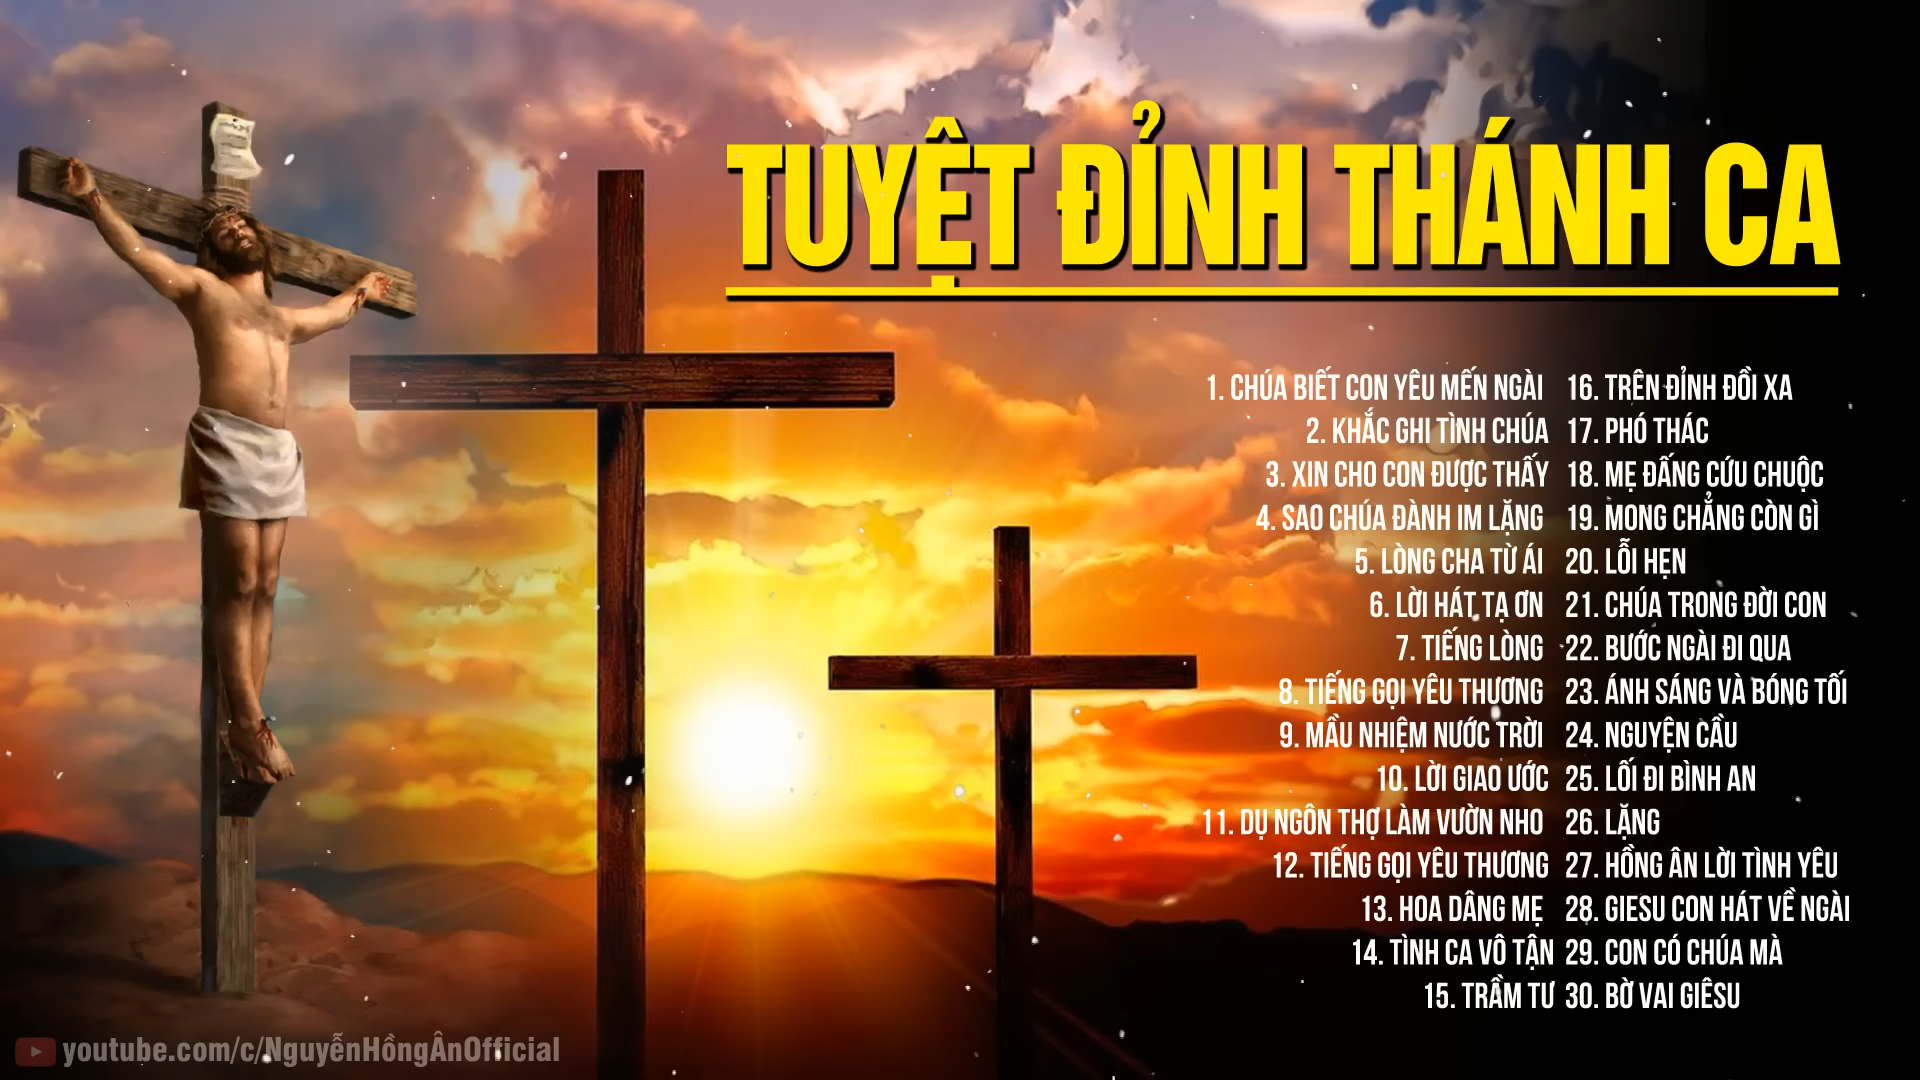 TUYỆT ĐỈNH THÁNH CA
1. CHÚA BIẾT CON YÊU MẾN NGÀI
2. KHẮC GHI TÌNH CHÚA
3. XIN CHO CON ĐƯỢC THẤY
4. SAO CHÚA ĐÀNH IM LẶNG
5. LÒNG CHA TỪ ÁI
6. LỜI HÁT TẠ ƠN
7. TIẾNG LÒNG
8. TIẾNG GỌI YÊU THƯƠNG
9. MẦU NHIỆM NƯỚC TRỜI
10. LỜI GIAO ƯỚC
11. DỤ NGÔN THỢ LÀM VƯỜN NHO
12. TIẾNG GỌI YÊU THƯƠNG
13. HOA DÂNG MẸ
14. TÌNH CA VÔ TẬN
15. TRẦM TƯ
16. TRÊN ĐỈNH ĐỒI XA
17. PHÓ THÁC
18. MẸ ĐẤNG CỨU CHUỘC
19. MONG CHẲNG CÒN GÌ
20. LỖI HẸN
21. CHÚA TRONG ĐỜI CON
22. BƯỚC NGÀI ĐI QUA
23. ÁNH SÁNG VÀ BÓNG TỐI
24. NGUYỆN CẦU
25. LỐI ĐI BÌNH AN
26. LẶNG
27. HỒNG ÂN LỜI TÌNH YÊU
28. GIESU CON HÁT VỀ NGÀI
29. CON CÓ CHÚA MÀ
30. BỜ VAI GIÊSU
youtube.com/c/NguyễnHồngÂnOfficial